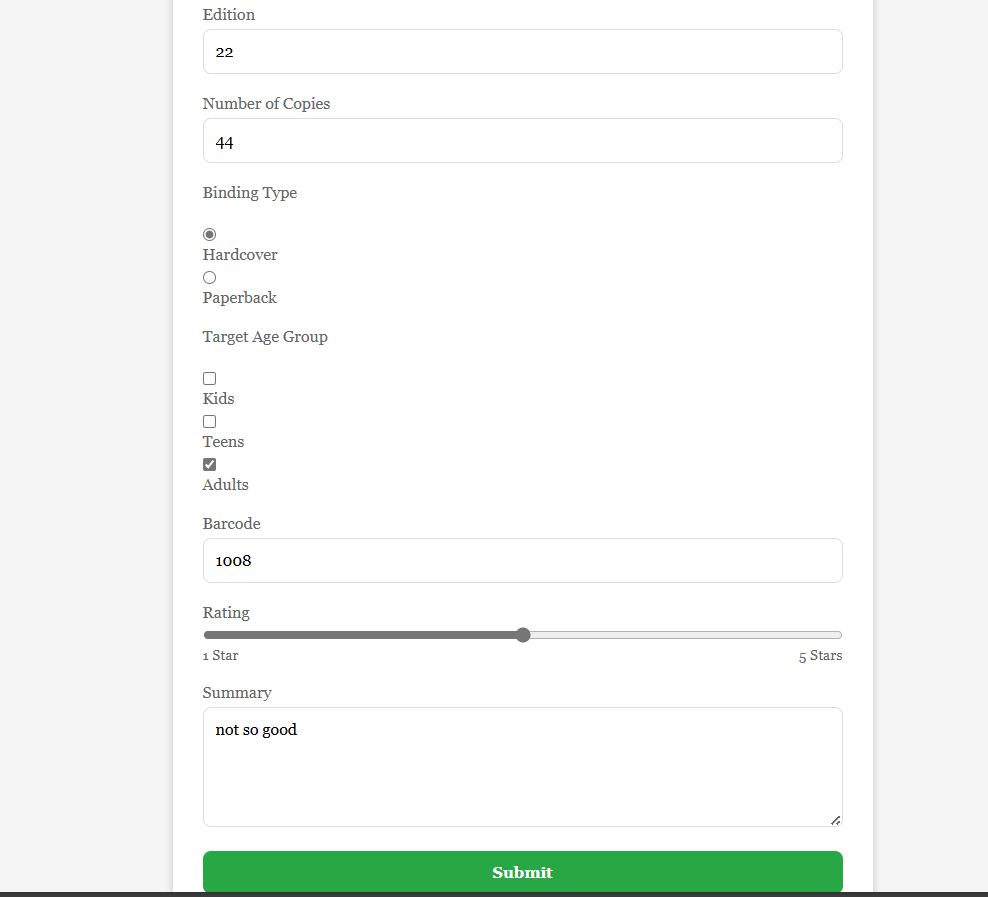 Edition
22
Number of Copies
44
Binding Type
Hardcover
Paperback
Target Age Group
Kids
Teens
Adults
Barcode
1008
Rating
1 Star 5 Stars
Summary
not so good
Submit